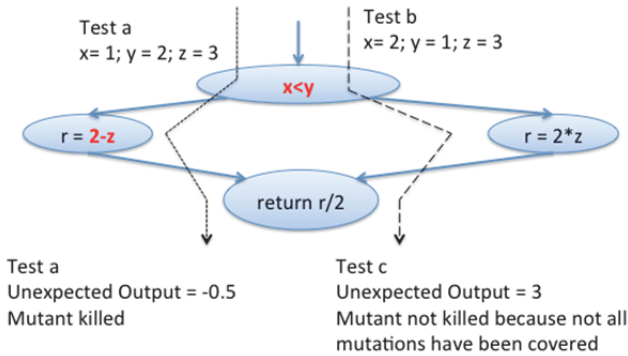 Test a
x= 1; y = 2; z = 3
Test b
x= 2; y = 1; z = 3
x<y
r = 2-z
r = 2*z
return r/2
Test a
Unexpected Output = -0.5
Mutant killed
Test c
Unexpected Output = 3
Mutant not killed because not all
mutations have been covered